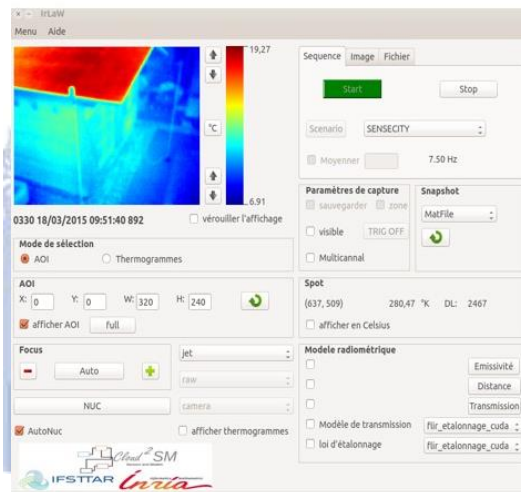 IrLaW
Menu Aide
19,27
°C
6.91
0330 18/03/2015 09:51:40 892
vérouiller l'affichage
Mode de sélection
AOI
Thermogrammes
AOI
X: 0 Y: 0 W: 320 H: 240
afficher AOI full
Focus
Auto
jet
raw
NUC
camera
AutoNuc
afficher thermogrammes
Cloud2SM
IFSTTAR Inria
Sequence Image Fichier
Start Stop
Scenario SENSECITY
Moyenner 7.50 Hz
Paramètres de capture
sauvegarder zone
visible TRIG OFF
Multicannal
Snapshot
MatFile
Spot
(637, 509) 280,47 °K DL: 2467
afficher en Celsius
Modele radiométrique
Emissivité
Distance
Transmission
Modèle de transmission flir_etalonnage_cuda
loi d'étalonnage flir_etalonnage_cuda